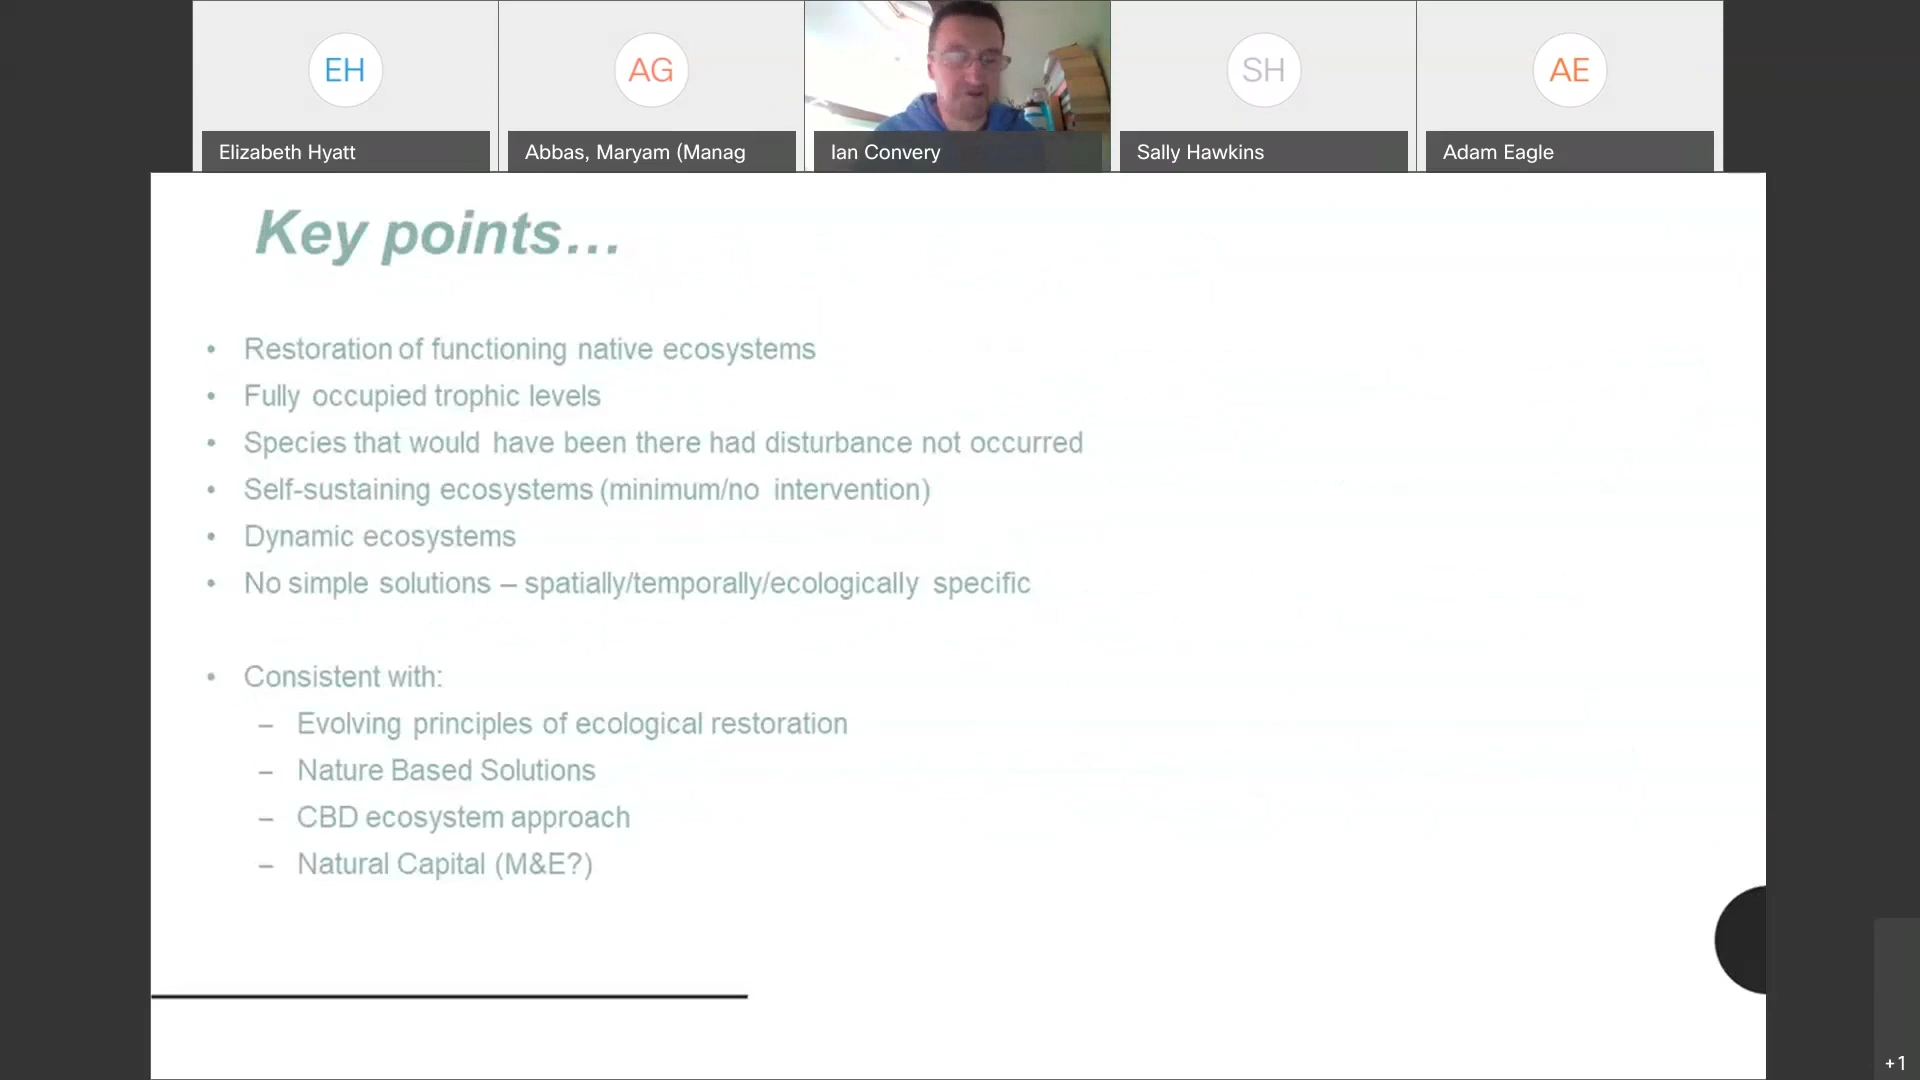 EH
AG
SH
AE
Elizabeth Hyatt
Abbas, Maryam (Manag
Ian Convery
Sally Hawkins
Adam Eagle
Key points…
• Restoration of functioning native ecosystems
• Fully occupied trophic levels
• Species that would have been there had disturbance not occurred
• Self-sustaining ecosystems (minimum/no intervention)
• Dynamic ecosystems
• No simple solutions – spatially/temporally/ecologically specific
• Consistent with:
– Evolving principles of ecological restoration
– Nature Based Solutions
– CBD ecosystem approach
– Natural Capital (M&E?)
+1